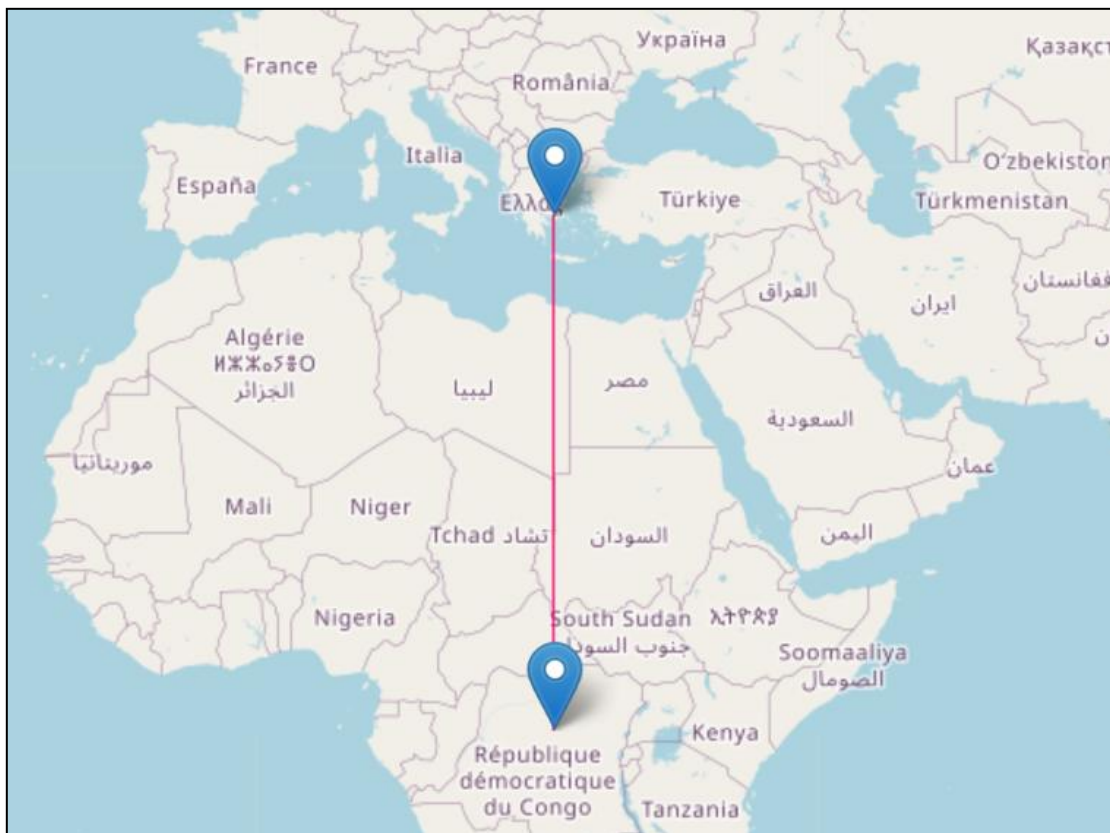 Україна
Қазақст
France
România
Italia
O‘zbekiston
España
Ελλάς
Türkiye
Türkmenistan
العراق
ايران
افغانستان
Algérie
ⵍⵣⵣⴰⵢⴻⵔ
الجزائر
ليبيا
مصر
السعودية
عمان
موريتانيا
Mali
Niger
Tchad تشاد
السودان
اليمن
Nigeria
South Sudan
جنوب السودان
ኢትዮጵያ
Soomaaliya
الصومال
Kenya
République
démocratique
du Congo
Tanzania